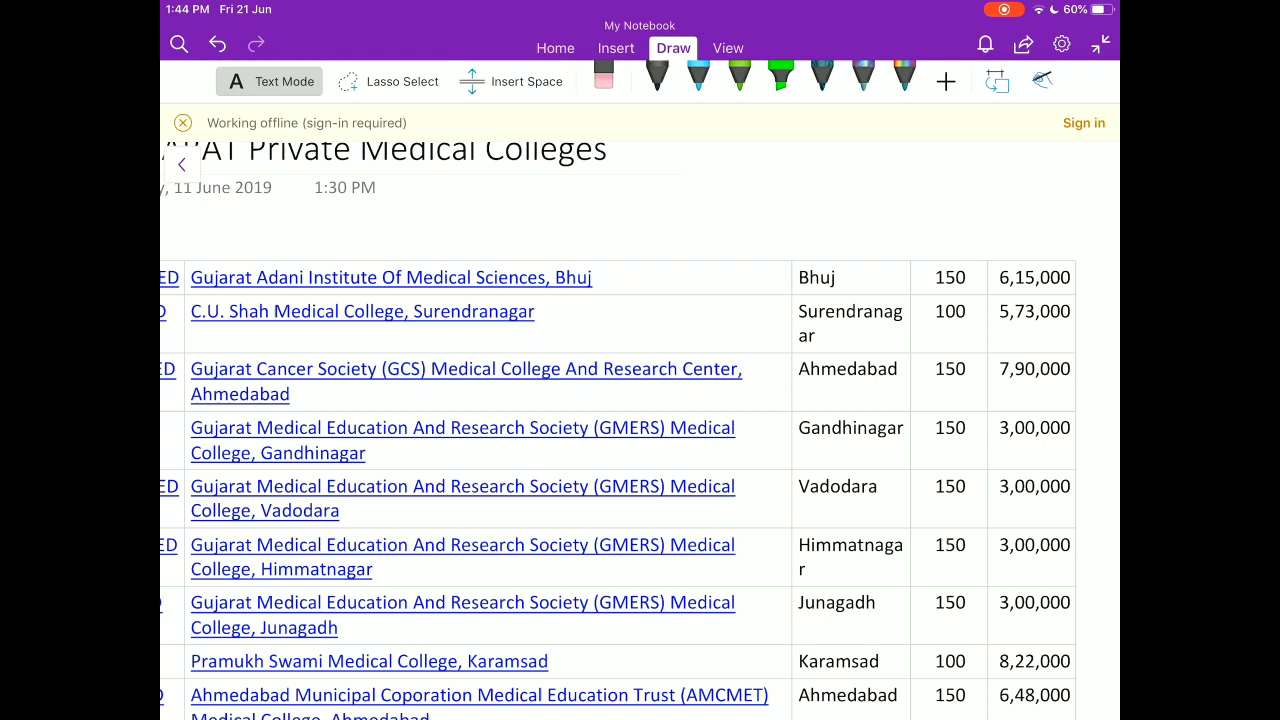 1:44 PM Fri 21 Jun 60%
My Notebook
Home Insert Draw View
A Text Mode Lasso Select Insert Space
Working offline (sign-in required) Sign in
Private Medical Colleges
11 June 2019 1:30 PM
ED Gujarat Adani Institute Of Medical Sciences, Bhuj Bhuj 150 6,15,000
C.U. Shah Medical College, Surendranagar Surendranag 100 5,73,000
ar
ED Gujarat Cancer Society (GCS) Medical College And Research Center, Ahmedabad 150 7,90,000
Ahmedabad
Gujarat Medical Education And Research Society (GMERS) Medical Gandhinagar 150 3,00,000
College, Gandhinagar
ED Gujarat Medical Education And Research Society (GMERS) Medical Vadodara 150 3,00,000
College, Vadodara
ED Gujarat Medical Education And Research Society (GMERS) Medical Himmatnaga 150 3,00,000
College, Himmatnagar r
Gujarat Medical Education And Research Society (GMERS) Medical Junagadh 150 3,00,000
College, Junagadh
Pramukh Swami Medical College, Karamsad Karamsad 100 8,22,000
Ahmedabad Municipal Coporation Medical Education Trust (AMCMET) Ahmedabad 150 6,48,000
Medical College, Ahmedabad